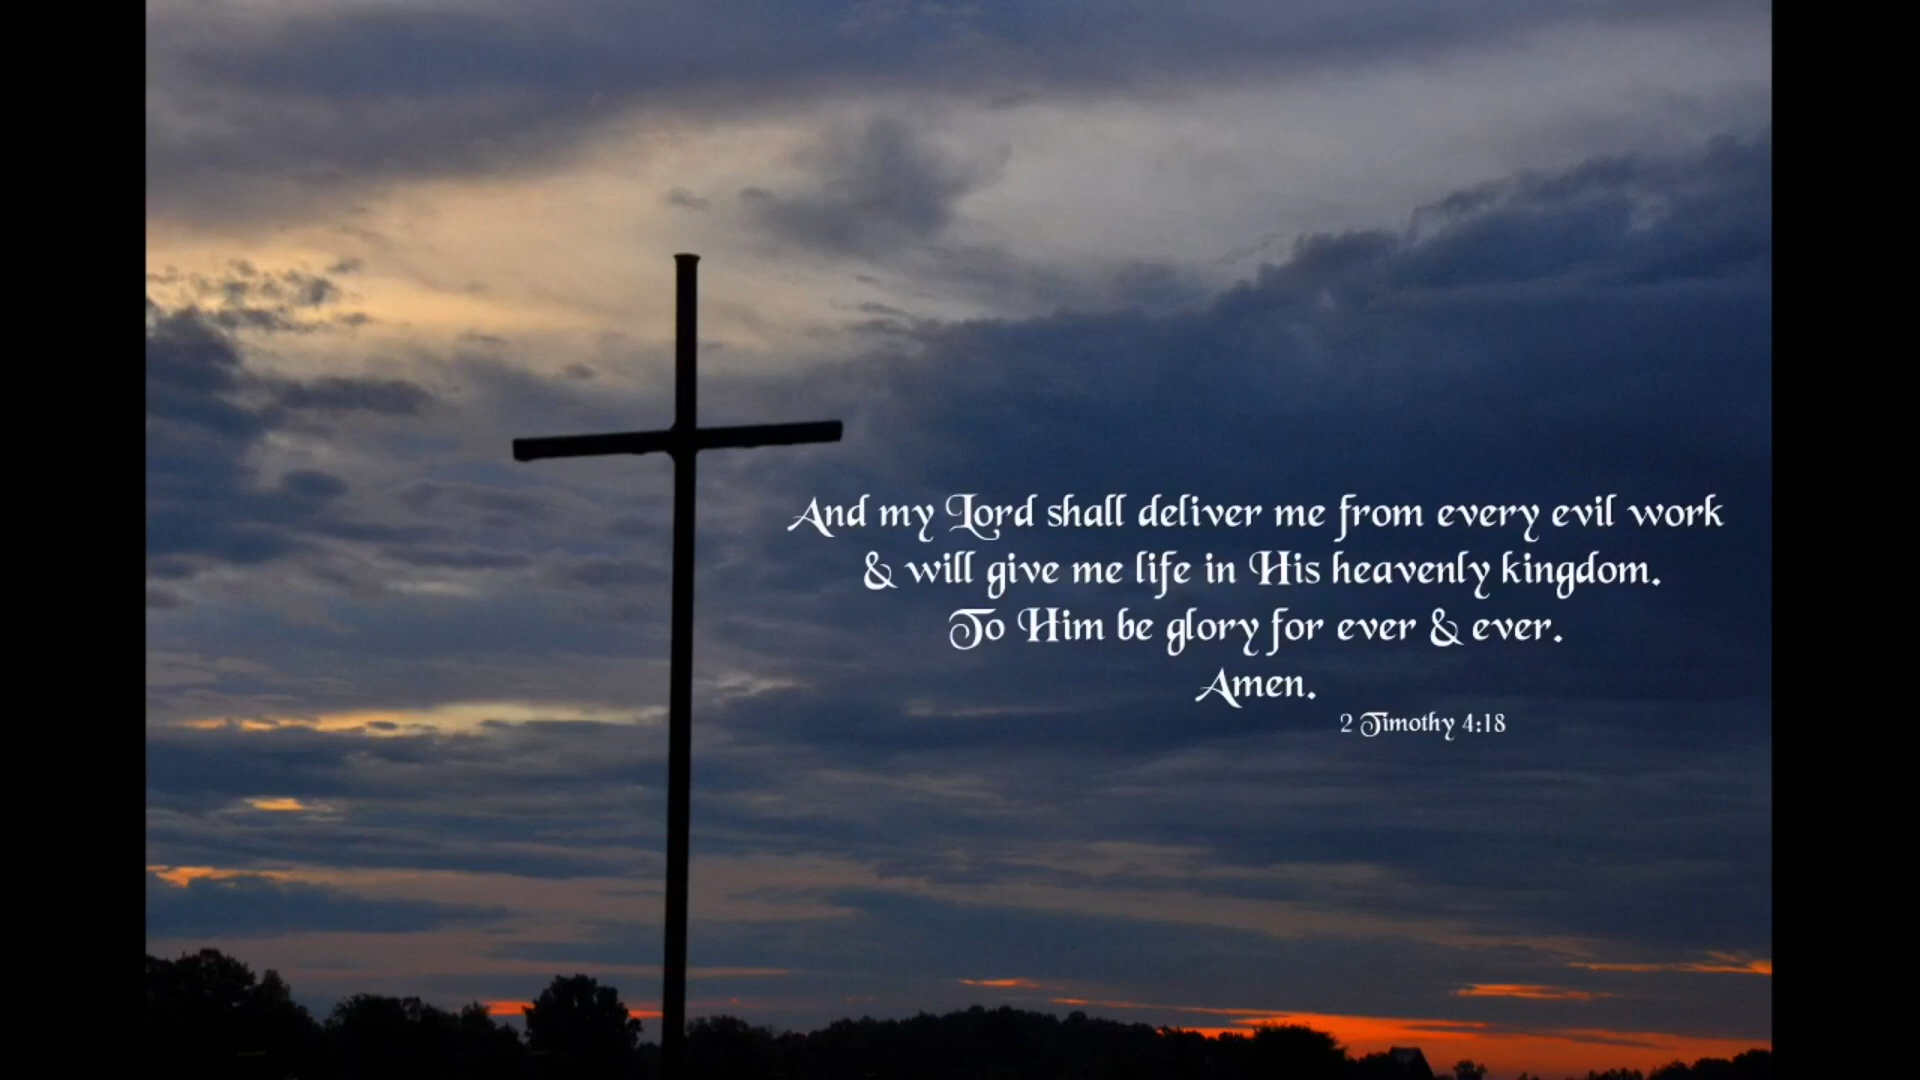 And my Lord shall deliver me from every evil work
& will give me life in His heavenly kingdom.
To Him be glory for ever & ever.
Amen.
2 Timothy 4:18